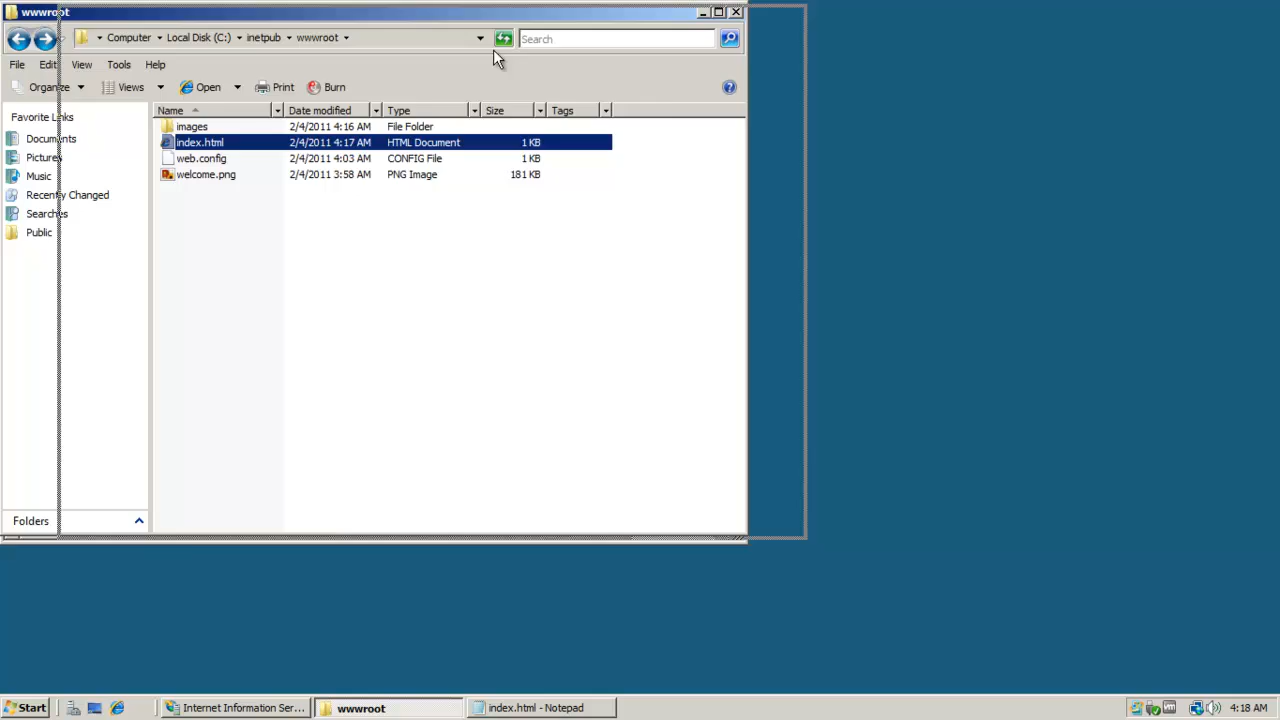 wwwroot
Computer Local Disk (C:) inetpub wwwroot Search
File Edit View Tools Help
Organize Views Open Print Burn
Favorite Links
Documents
Pictures
Music
Recently Changed
Searches
Public
Folders
Name Date modified Type Size Tags
images 2/4/2011 4:16 AM File Folder
index.html 2/4/2011 4:17 AM HTML Document 1 KB
web.config 2/4/2011 4:03 AM CONFIG File 1 KB
welcome.png 2/4/2011 3:58 AM PNG Image 181 KB
Start Internet Information Ser... wwwroot index.html - Notepad 4:18 AM